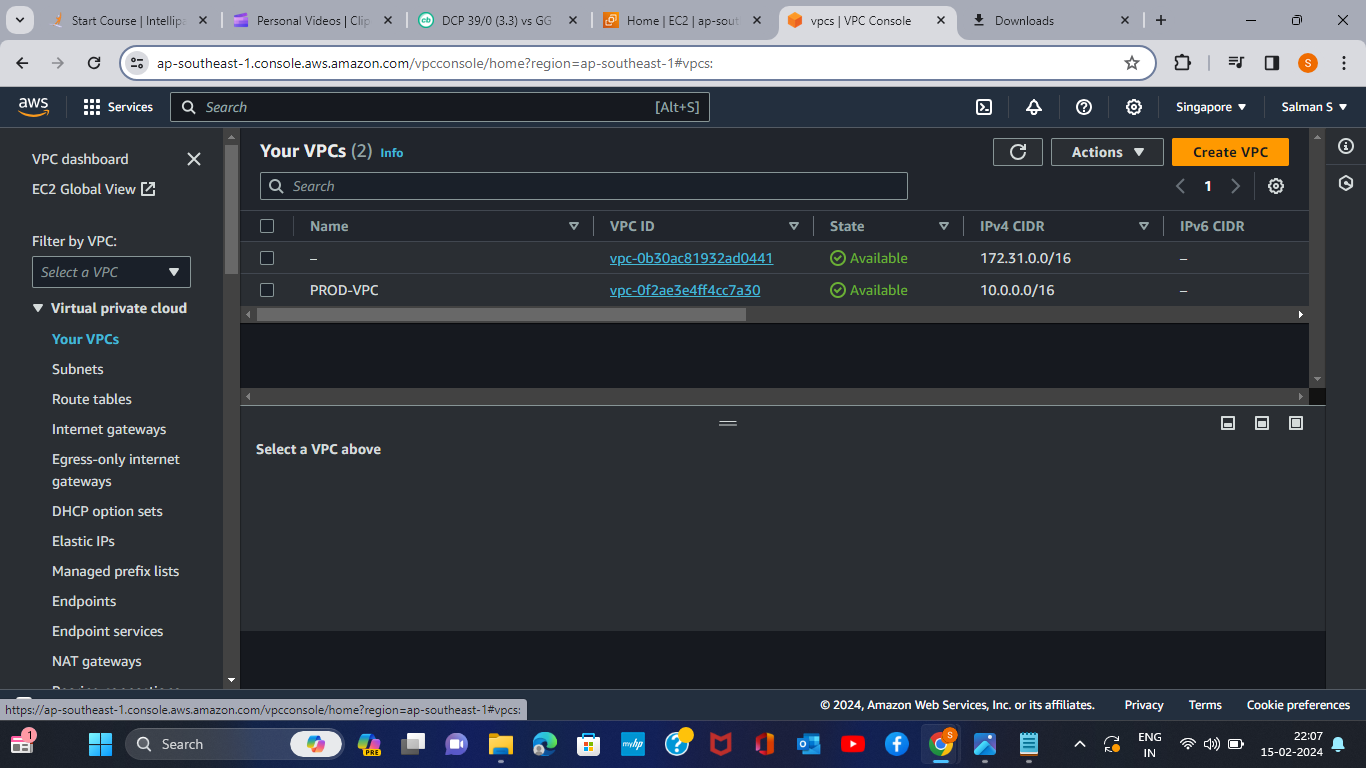 Start Course | Intellipa
Personal Videos | Clip
DCP 39/0 (3.3) vs GG
Home | EC2 | ap-sout
vpcs | VPC Console
Downloads
ap-southeast-1.console.aws.amazon.com/vpcconsole/home?region=ap-southeast-1#vpcs:
S
aws
Services
Search
[Alt+S]
Singapore
Salman S
VPC dashboard
EC2 Global View
Filter by VPC:
Select a VPC
Virtual private cloud
Your VPCs
Subnets
Route tables
Internet gateways
Egress-only internet
gateways
DHCP option sets
Elastic IPs
Managed prefix lists
Endpoints
Endpoint services
NAT gateways
Your VPCs (2) Info
Actions
Create VPC
Search
1
Name VPC ID State IPv4 CIDR IPv6 CIDR
– vpc-0b30ac81932ad0441 Available 172.31.0.0/16 –
PROD-VPC vpc-0f2ae3e4ff4cc7a30 Available 10.0.0.0/16 –
Select a VPC above
https://ap-southeast-1.console.aws.amazon.com/vpcconsole/home?region=ap-southeast-1#vpcs:
© 2024, Amazon Web Services, Inc. or its affiliates. Privacy Terms Cookie preferences
1
Search
PRE
myhp
S
ENG
IN
22:07
15-02-2024